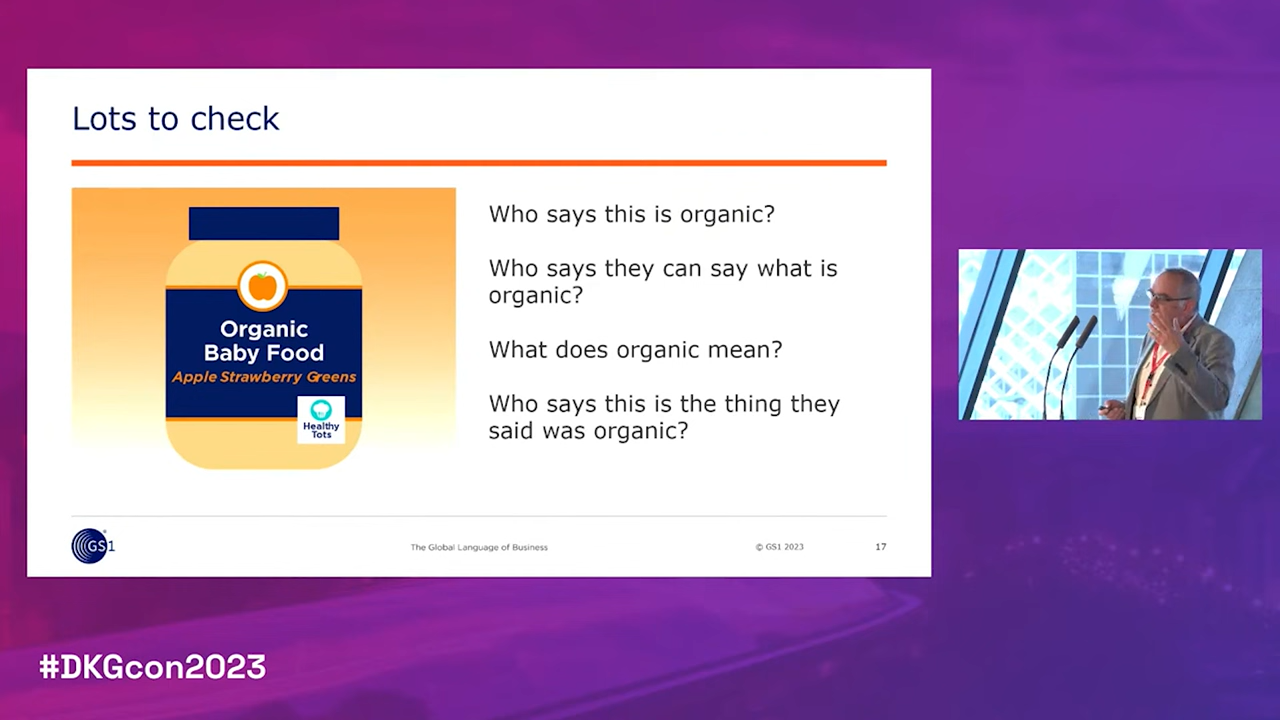 Lots to check
Organic
Baby Food
Apple Strawberry Greens
Healthy
Tots
Who says this is organic?
Who says they can say what is
organic?
What does organic mean?
Who says this is the thing they
said was organic?
GS1
The Global Language of Business
© GS1 2023
17
#DKGcon2023